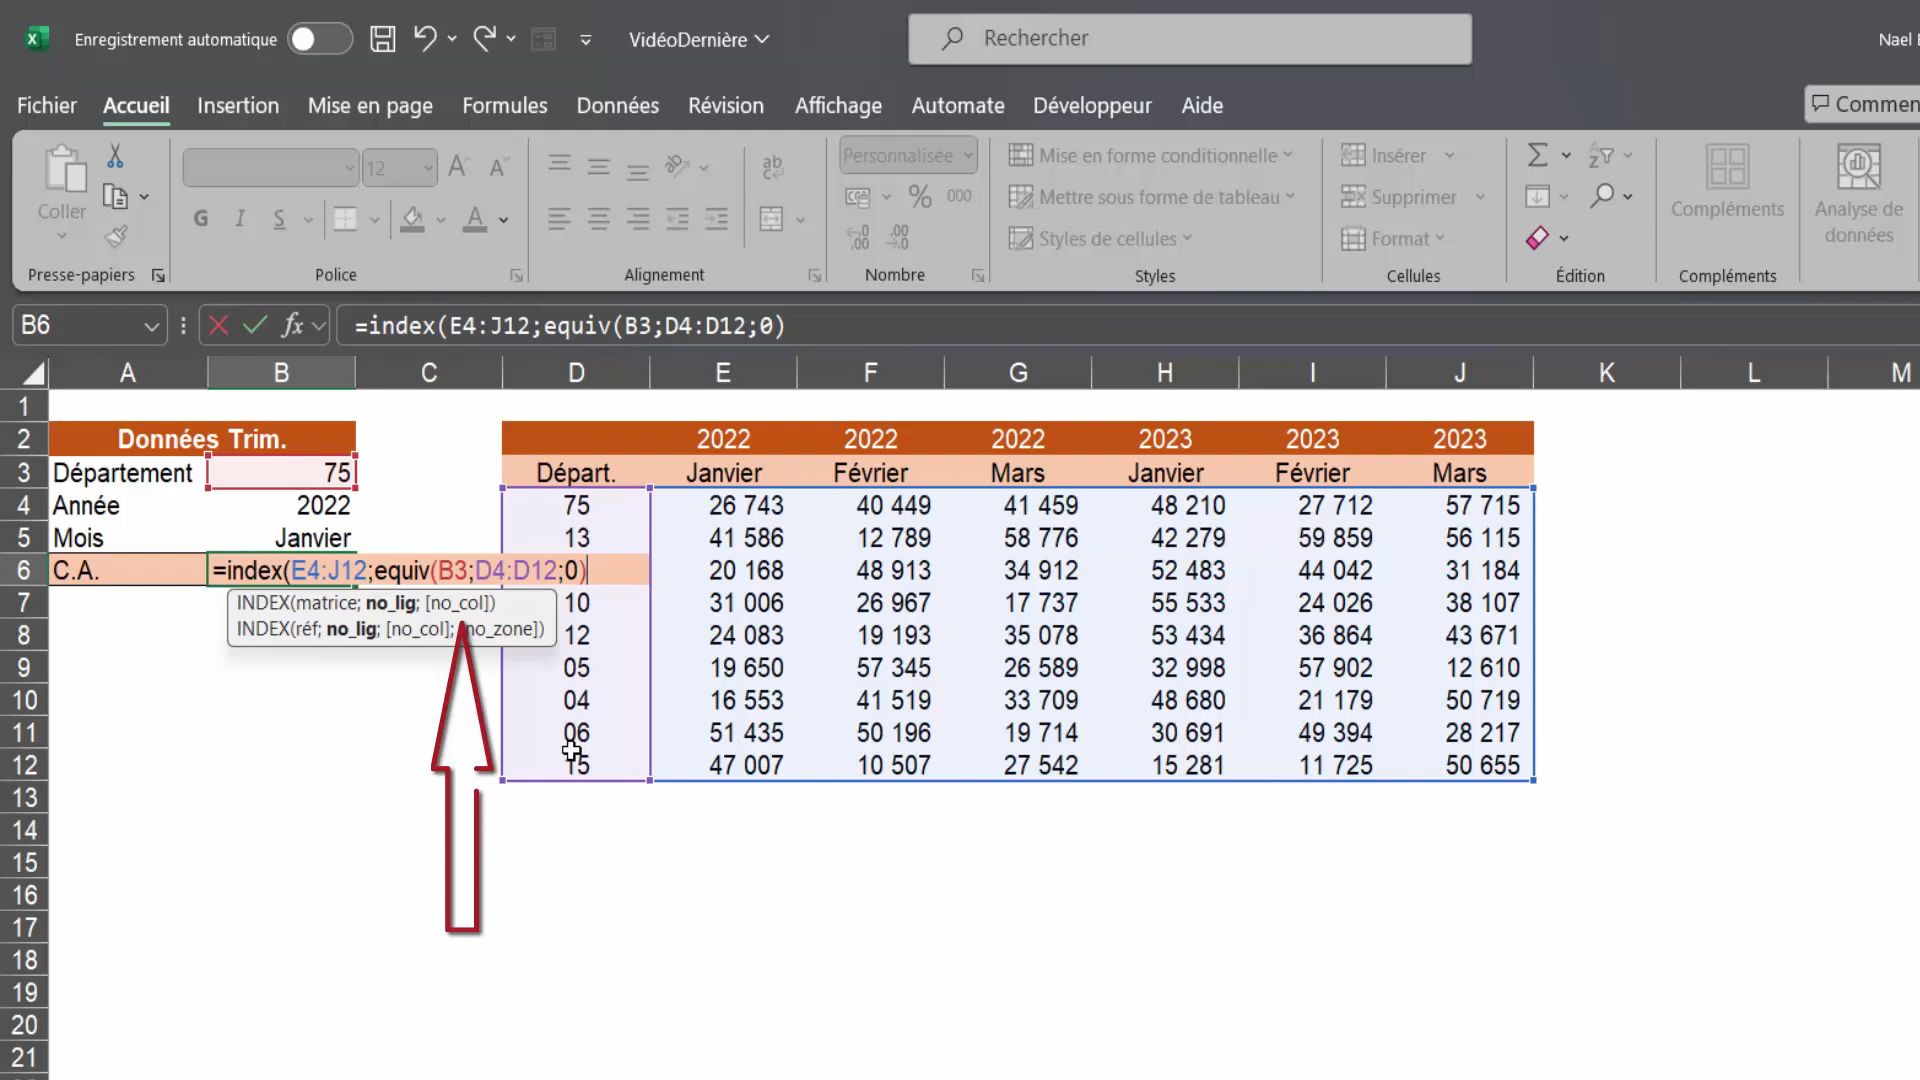 Enregistrement automatique VidéoDernière Rechercher Nael
Fichier Accueil Insertion Mise en page Formules Données Révision Affichage Automate Développeur Aide Commen
Coller 12 Personnalisée Mise en forme conditionnelle Insérer
G I S % 000 Mettre sous forme de tableau Supprimer Compléments Analyse de données
Styles de cellules Format
Presse-papiers Police Alignement Nombre Styles Cellules Édition Compléments
B6 fx =index(E4:J12;equiv(B3;D4:D12;0)
A B C D E F G H I J K L M
1
2 Données Trim. 2022 2022 2022 2023 2023 2023
3 Département 75 Départ. Janvier Février Mars Janvier Février Mars
4 Année 2022 75 26 743 40 449 41 459 48 210 27 712 57 715
5 Mois Janvier 13 41 586 12 789 58 776 42 279 59 859 56 115
6 C.A. =index(E4:J12;equiv(B3;D4:D12;0) 20 168 48 913 34 912 52 483 44 042 31 184
7 INDEX(matrice; no_lig; [no_col]) 10 31 006 26 967 17 737 55 533 24 026 38 107
8 INDEX(réf; no_lig; [no_col]; [no_zone]) 12 24 083 19 193 35 078 53 434 36 864 43 671
9 05 19 650 57 345 26 589 32 998 57 902 12 610
10 04 16 553 41 519 33 709 48 680 21 179 50 719
11 06 51 435 50 196 19 714 30 691 49 394 28 217
12 15 47 007 10 507 27 542 15 281 11 725 50 655
13
14
15
16
17
18
19
20
21